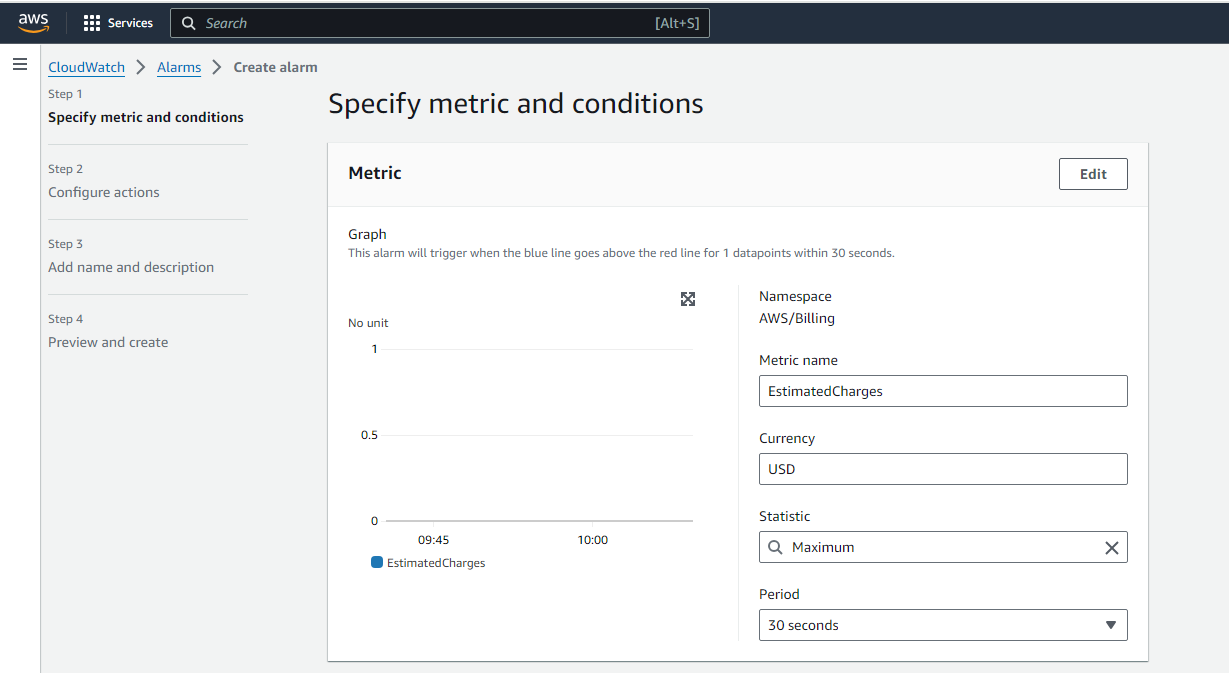 aws
Services
Search
[Alt+S]
CloudWatch
Alarms
Create alarm
Step 1
Specify metric and conditions
Step 2
Configure actions
Step 3
Add name and description
Step 4
Preview and create
Specify metric and conditions
Metric
Edit
Graph
This alarm will trigger when the blue line goes above the red line for 1 datapoints within 30 seconds.
No unit
1
0.5
0
09:45
10:00
EstimatedCharges
Namespace
AWS/Billing
Metric name
EstimatedCharges
Currency
USD
Statistic
Maximum
Period
30 seconds